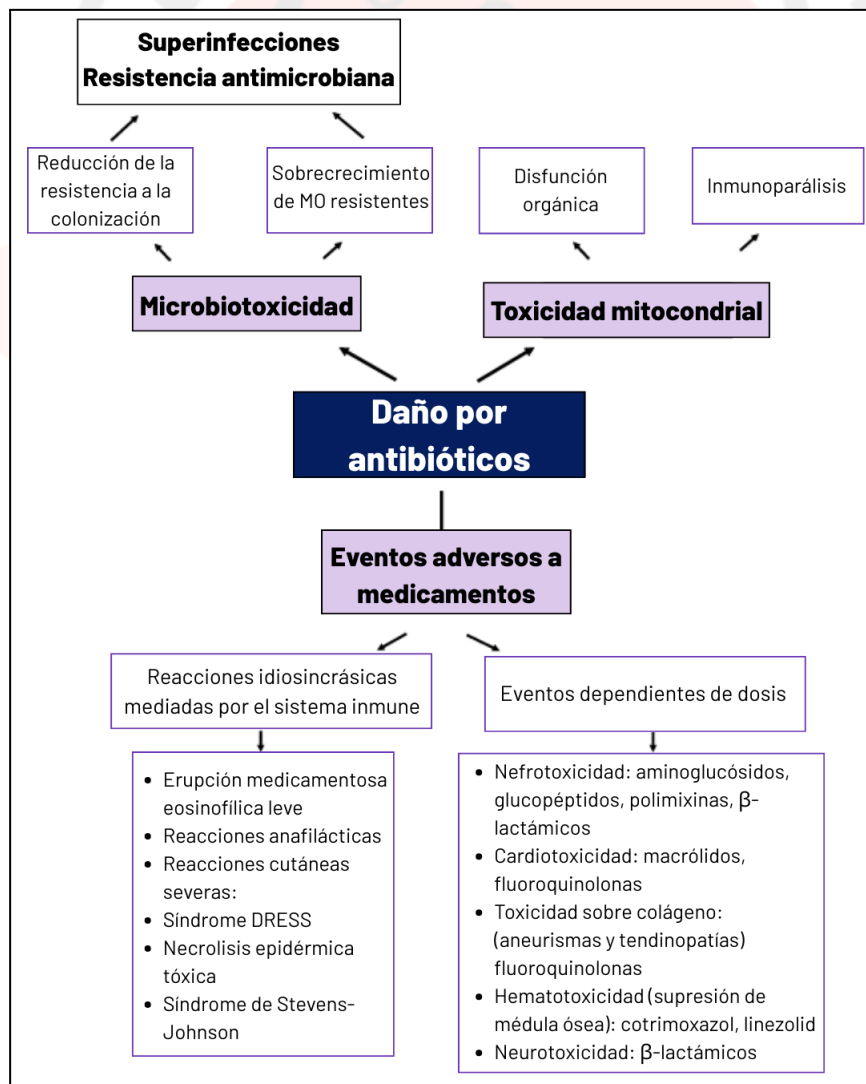 Superinfecciones
Resistencia antimicrobiana
Reducción de la
resistencia a la
colonización
Sobrecrecimiento
de MO resistentes
Disfunción
orgánica
Inmunoparálisis
Microbiotoxicidad
Toxicidad mitocondrial
Daño por
antibióticos
Eventos adversos a
medicamentos
Reacciones idiosincrásicas
mediadas por el sistema inmune
Eventos dependientes de dosis
• Erupción medicamentosa
eosinofílica leve
• Reacciones anafilácticas
• Reacciones cutáneas
severas:
• Síndrome DRESS
• Necrolisis epidérmica
tóxica
• Síndrome de Stevens-
Johnson
• Nefrotoxicidad: aminoglucósidos,
glucopéptidos, polimixinas, β-
lactámicos
• Cardiotoxicidad: macrólidos,
fluoroquinolonas
• Toxicidad sobre colágeno:
(aneurismas y tendinopatías)
fluoroquinolonas
• Hematotoxicidad (supresión de
médula ósea): cotrimoxazol, linezolid
• Neurotoxicidad: β-lactámicos